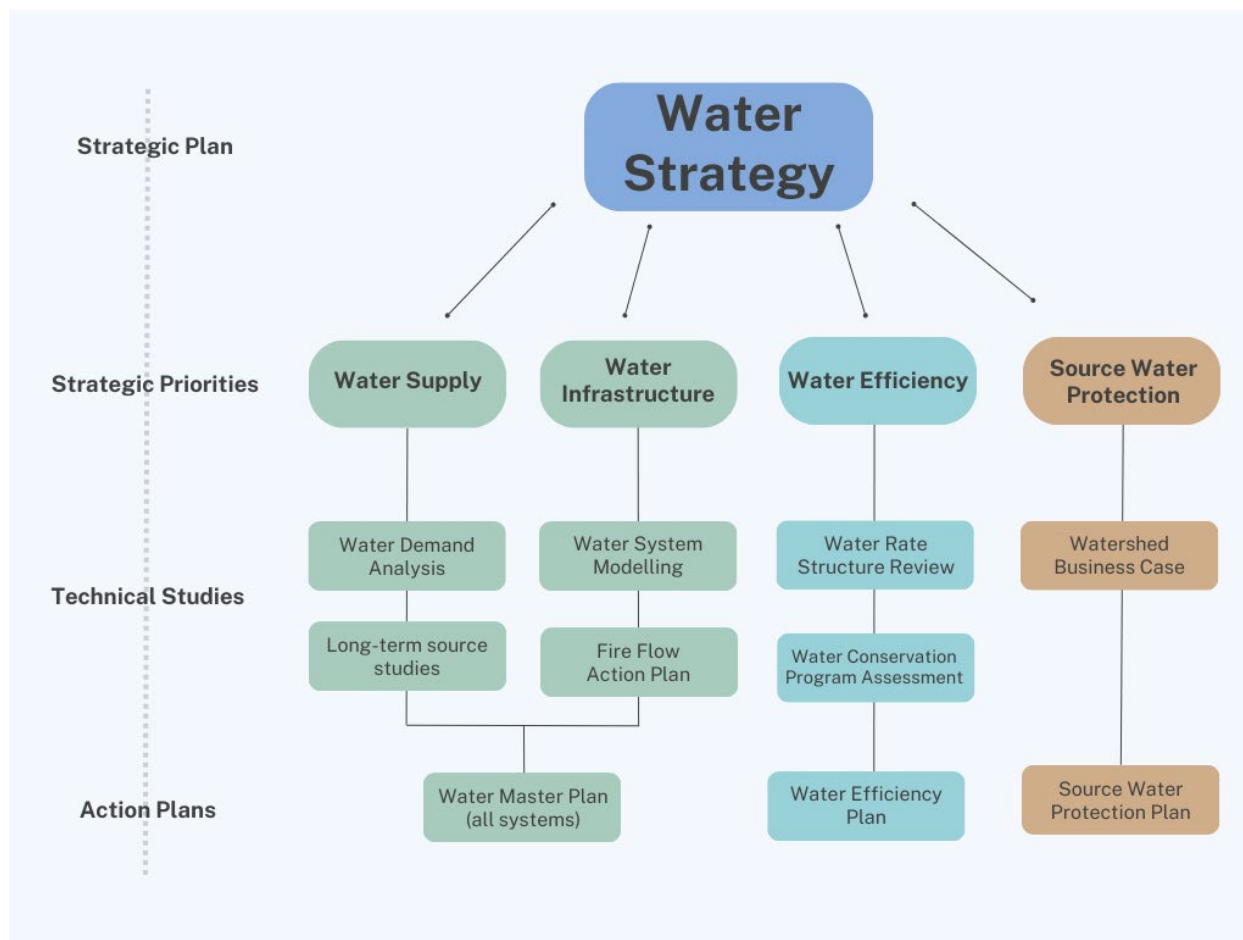 Strategic Plan
Water
Strategy
Strategic Priorities
Water Supply
Water
Infrastructure
Water Efficiency
Source Water
Protection
Technical Studies
Water Demand
Analysis
Water System
Modelling
Water Rate
Structure Review
Watershed
Business Case
Long-term source
studies
Fire Flow
Action Plan
Water Conservation
Program Assessment
Action Plans
Water Master Plan
(all systems)
Water Efficiency
Plan
Source Water
Protection Plan